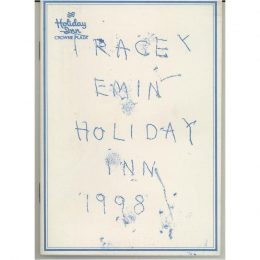 Holiday
Inn
CROWNE PLAZA
TRACEY
EMIN
HOLIDAY
INN
1998